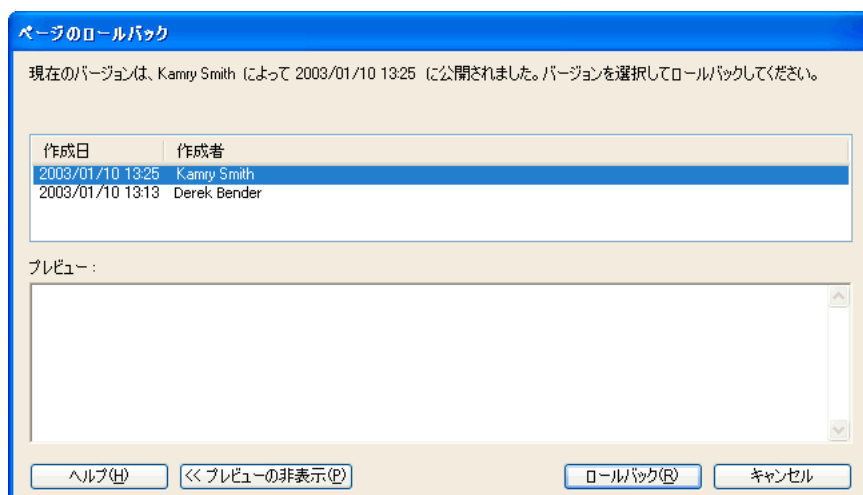 ページのロールバック
現在のバージョンは、Kamry Smith によって 2003/01/10 13:25 に公開されました。バージョンを選択してロールバックしてください。
作成日 作成者
2003/01/10 13:25 Kamry Smith
2003/01/10 13:13 Derek Bender
プレビュー:
ヘルプ(H) << プレビューの非表示(P) ロールバック(R) キャンセル